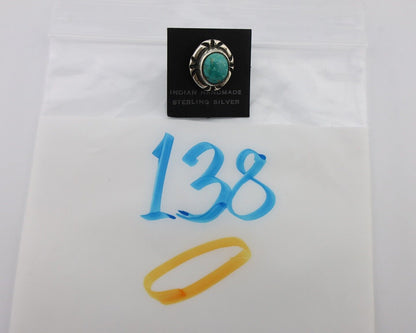 INDIAN HANDMADE
STERLING SILVER
138